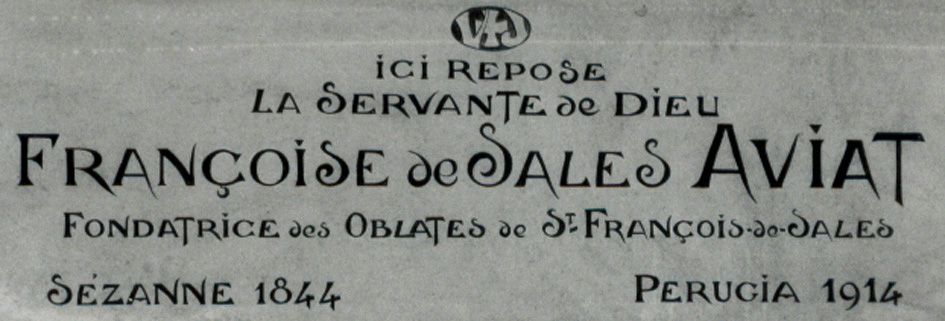 V+J
ICI REPOSE
LA SERVANTE de DIEU
FRANÇOISE de SALES AVIAT
FONDATRICE des OBLATES de ST-FRANÇOIS-de-SALES
SÉZANNE 1844
PERUGIA 1914